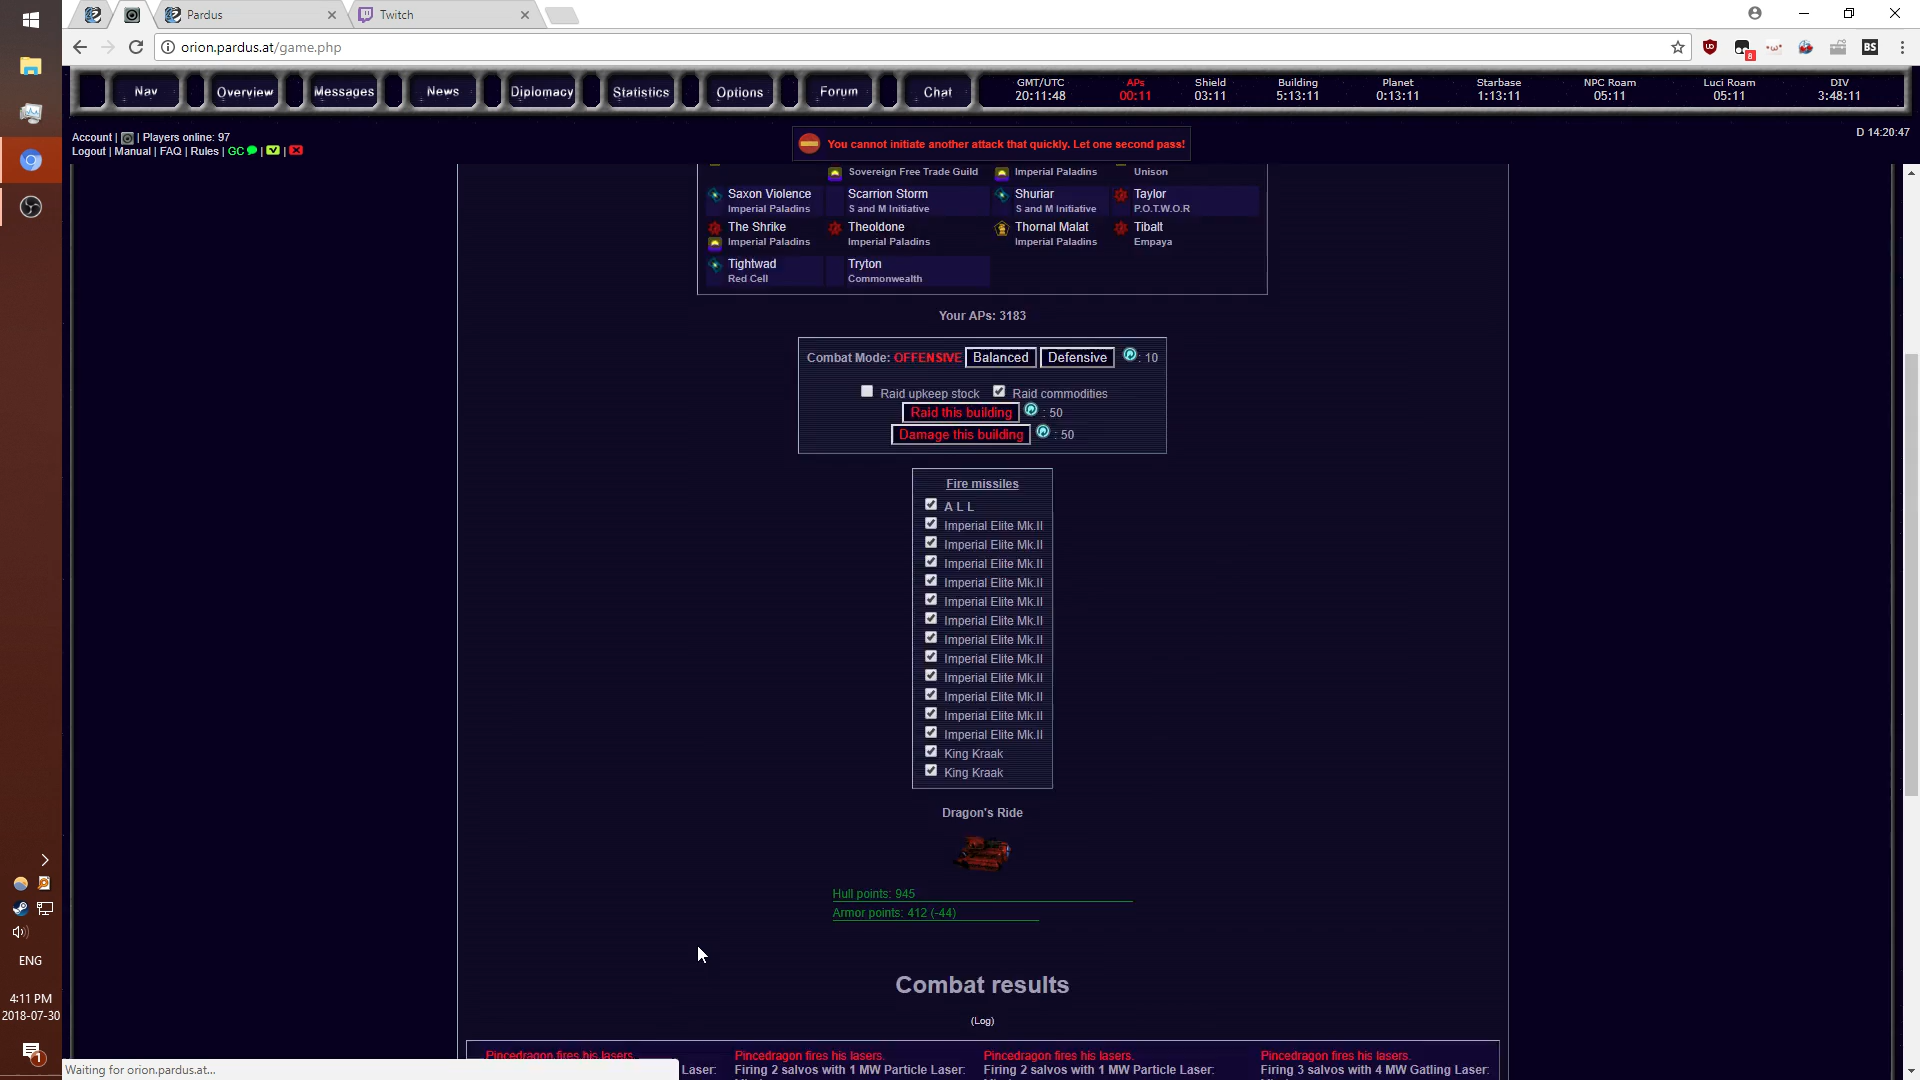 Pardus
Twitch
orion.pardus.at/game.php
Nav
Overview
Messages
News
Diplomacy
Statistics
Options
Forum
Chat
GMT/UTC
20:11:48
APs
00:11
Shield
03:11
Building
5:13:11
Planet
0:13:11
Starbase
1:13:11
NPC Roam
05:11
Luci Roam
05:11
DIV
3:48:11
Account | | Players online: 97
Logout | Manual | FAQ | Rules | GC | |
You cannot initiate another attack that quickly. Let one second pass!
D 14:20:47
Sovereign Free Trade Guild
Imperial Paladins
Unison
Saxon Violence
Imperial Paladins
Scarrion Storm
S and M Initiative
Shuriar
S and M Initiative
Taylor
P.O.T.W.O.R
The Shrike
Imperial Paladins
Theoldone
Imperial Paladins
Thornal Malat
Imperial Paladins
Tibalt
Empaya
Tightwad
Red Cell
Tryton
Commonwealth
Your APs: 3183
Combat Mode: OFFENSIVE Balanced Defensive : 10
Raid upkeep stock Raid commodities
Raid this building : 50
Damage this building : 50
Fire missiles
A L L
Imperial Elite Mk.II
Imperial Elite Mk.II
Imperial Elite Mk.II
Imperial Elite Mk.II
Imperial Elite Mk.II
Imperial Elite Mk.II
Imperial Elite Mk.II
Imperial Elite Mk.II
Imperial Elite Mk.II
Imperial Elite Mk.II
Imperial Elite Mk.II
Imperial Elite Mk.II
King Kraak
King Kraak
Dragon's Ride
Hull points: 945
Armor points: 412 (-44)
Combat results
(Log)
Pincedragon fires his lasers.
Laser:
Pincedragon fires his lasers.
Firing 2 salvos with 1 MW Particle Laser:
Pincedragon fires his lasers.
Firing 2 salvos with 1 MW Particle Laser:
Pincedragon fires his lasers.
Firing 3 salvos with 4 MW Gatling Laser:
Waiting for orion.pardus.at...
ENG
4:11 PM
2018-07-30
1
8
BS